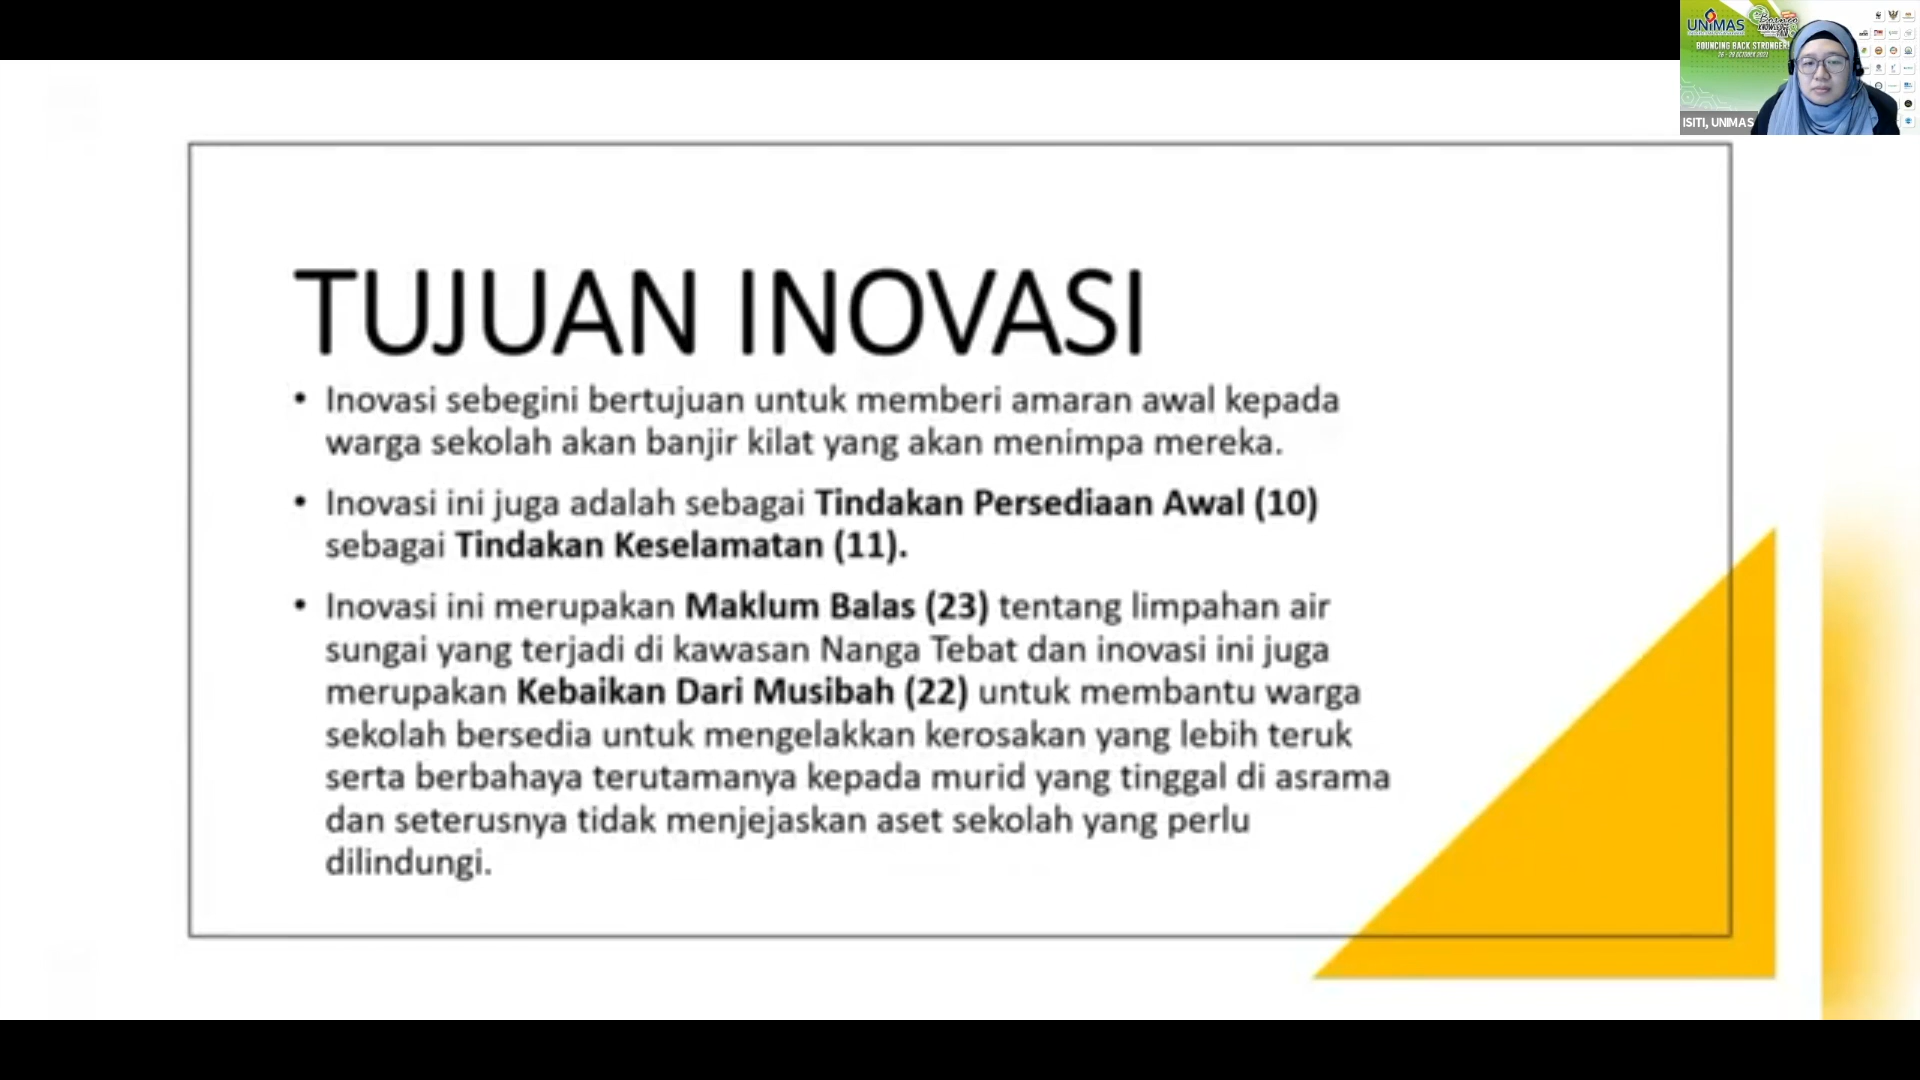 UNIMAS
BOUNCING BACK STRONGER
ISITI, UNIMAS
TUJUAN INOVASI
• Inovasi sebegini bertujuan untuk memberi amaran awal kepada
warga sekolah akan banjir kilat yang akan menimpa mereka.
• Inovasi ini juga adalah sebagai Tindakan Persediaan Awal (10)
sebagai Tindakan Keselamatan (11).
• Inovasi ini merupakan Maklum Balas (23) tentang limpahan air
sungai yang terjadi di kawasan Nanga Tebat dan inovasi ini juga
merupakan Kebaikan Dari Musibah (22) untuk membantu warga
sekolah bersedia untuk mengelakkan kerosakan yang lebih teruk
serta berbahaya terutamanya kepada murid yang tinggal di asrama
dan seterusnya tidak menjejaskan aset sekolah yang perlu
dilindungi.